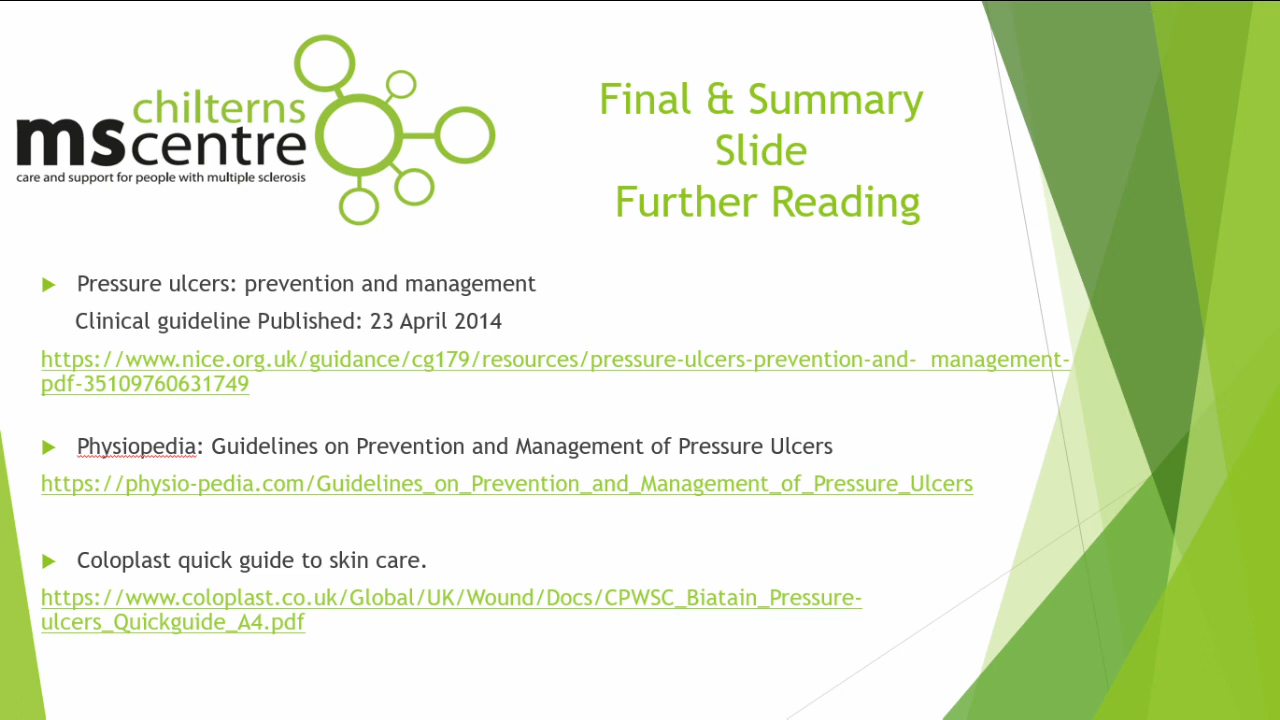 chilterns
mscentre
care and support for people with multiple sclerosis
Final & Summary
Slide
Further Reading
Pressure ulcers: prevention and management
Clinical guideline Published: 23 April 2014
https://www.nice.org.uk/guidance/cg179/resources/pressure-ulcers-prevention-and- management-
pdf-35109760631749
Physiopedia: Guidelines on Prevention and Management of Pressure Ulcers
https://physio-pedia.com/Guidelines_on_Prevention_and_Management_of_Pressure_Ulcers
Coloplast quick guide to skin care.
https://www.coloplast.co.uk/Global/UK/Wound/Docs/CPWSC_Biatain_Pressure-
ulcers_Quickguide_A4.pdf